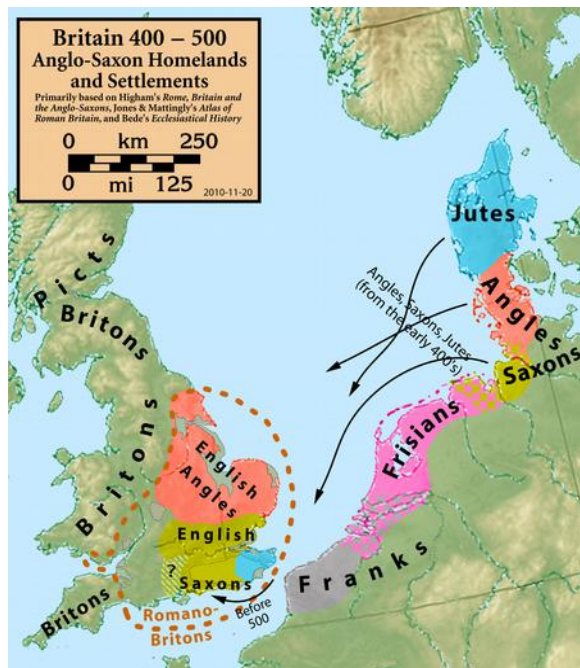 Britain 400 – 500
Anglo-Saxon Homelands
and Settlements
Primarily based on Higham's Rome, Britain and
the Anglo-Saxons, Jones & Mattingly's Atlas of
Roman Britain, and Bede's Ecclesiastical History
0 km 250
0 mi 125
2010-11-20
Jutes
Picts
Angles, Saxons, Jutes
(from the early 400's)
Angles
Britons
Saxons
Frisians
Britons
English
Angles
English
?
Saxons
Franks
Britons
Before
500
Romano-
Britons